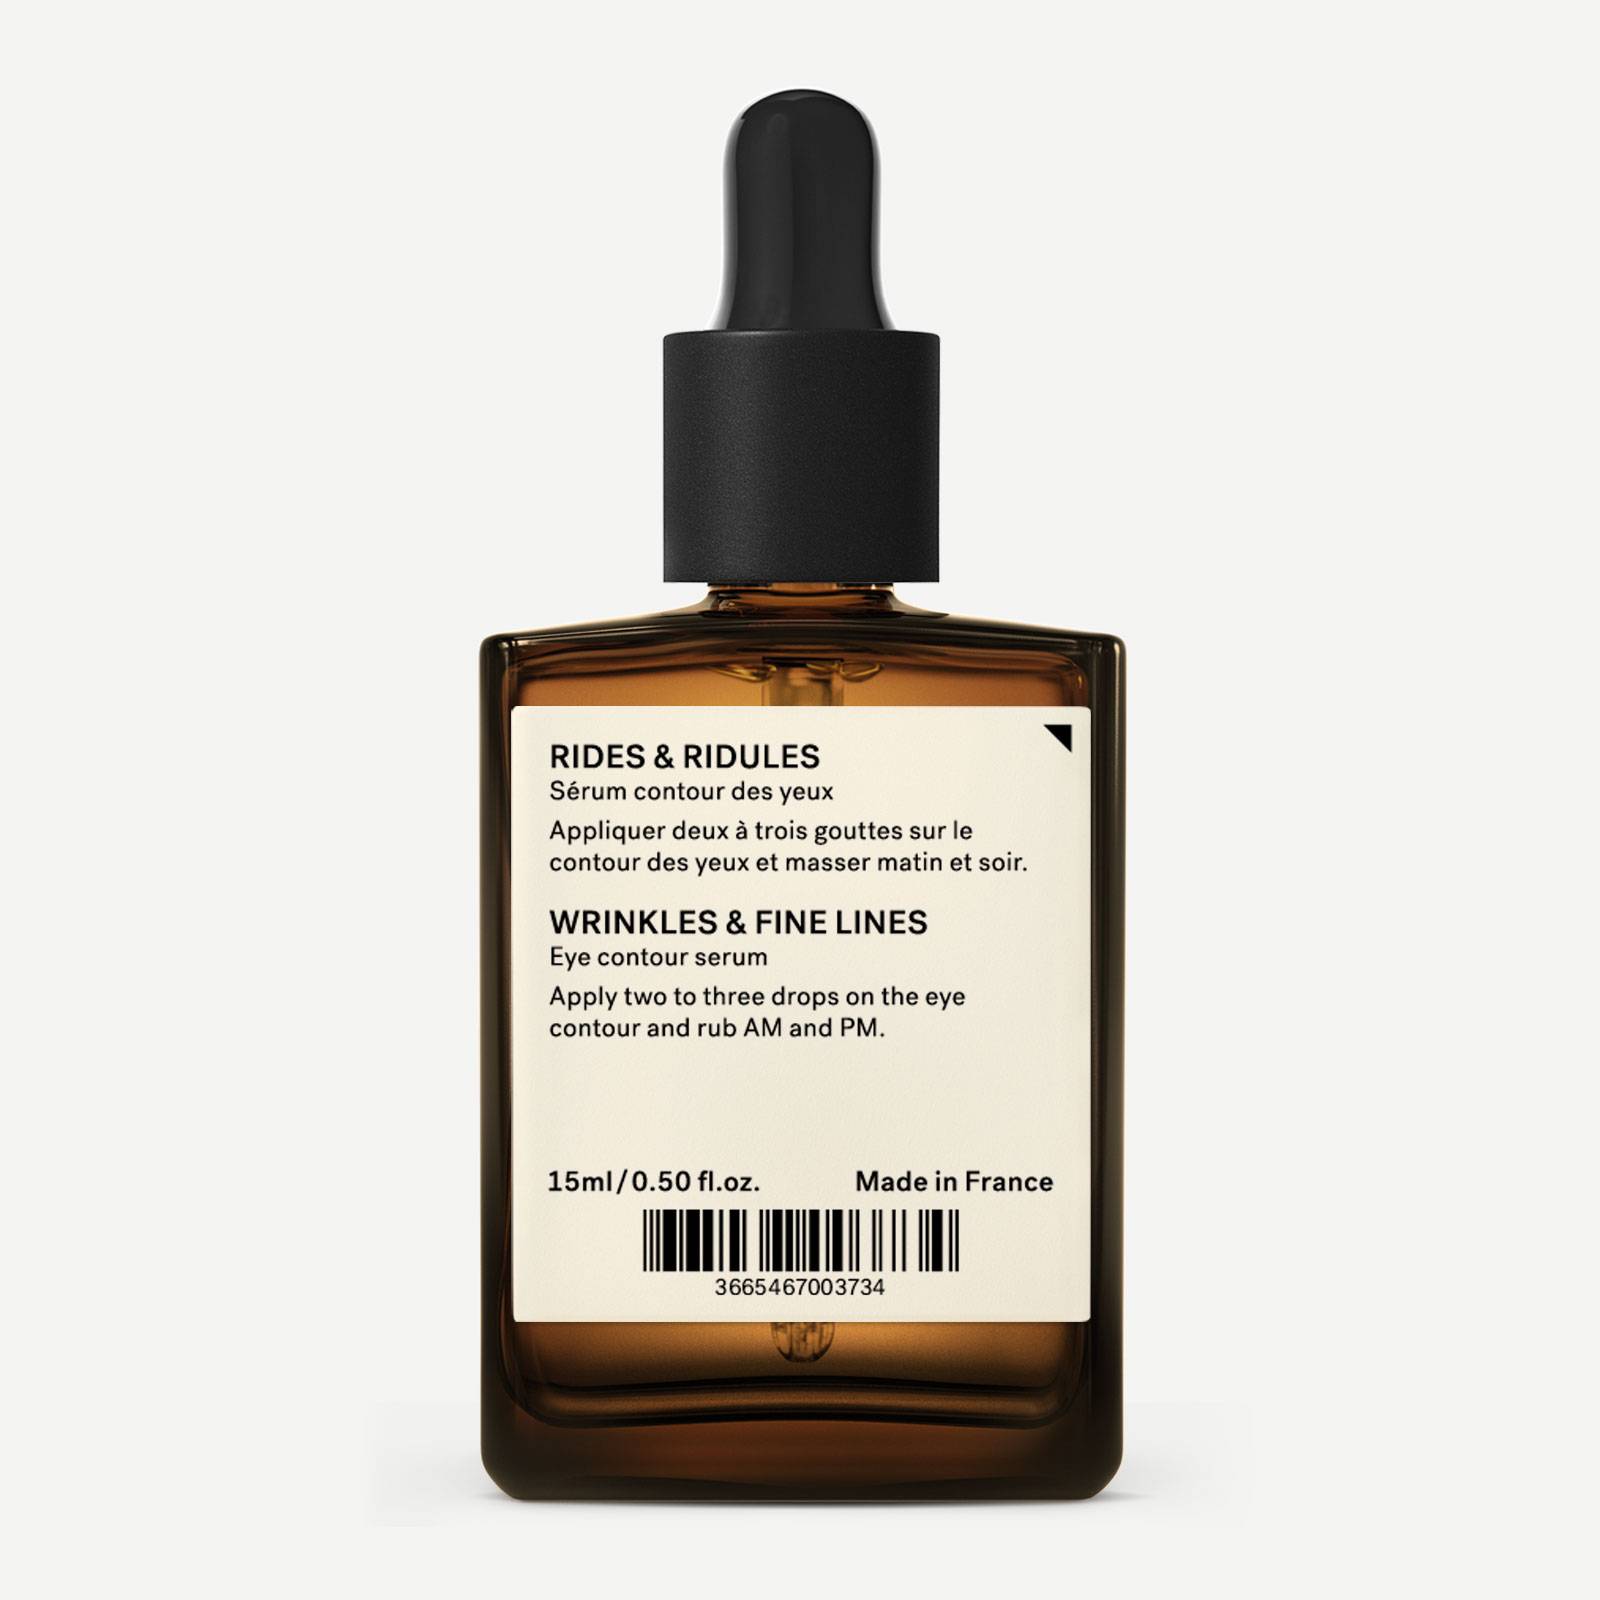 RIDES & RIDULES
Sérum contour des yeux
Appliquer deux à trois gouttes sur le
contour des yeux et masser matin et soir.
WRINKLES & FINE LINES
Eye contour serum
Apply two to three drops on the eye
contour and rub AM and PM.
15ml/0.50 fl.oz. Made in France
3665467003734